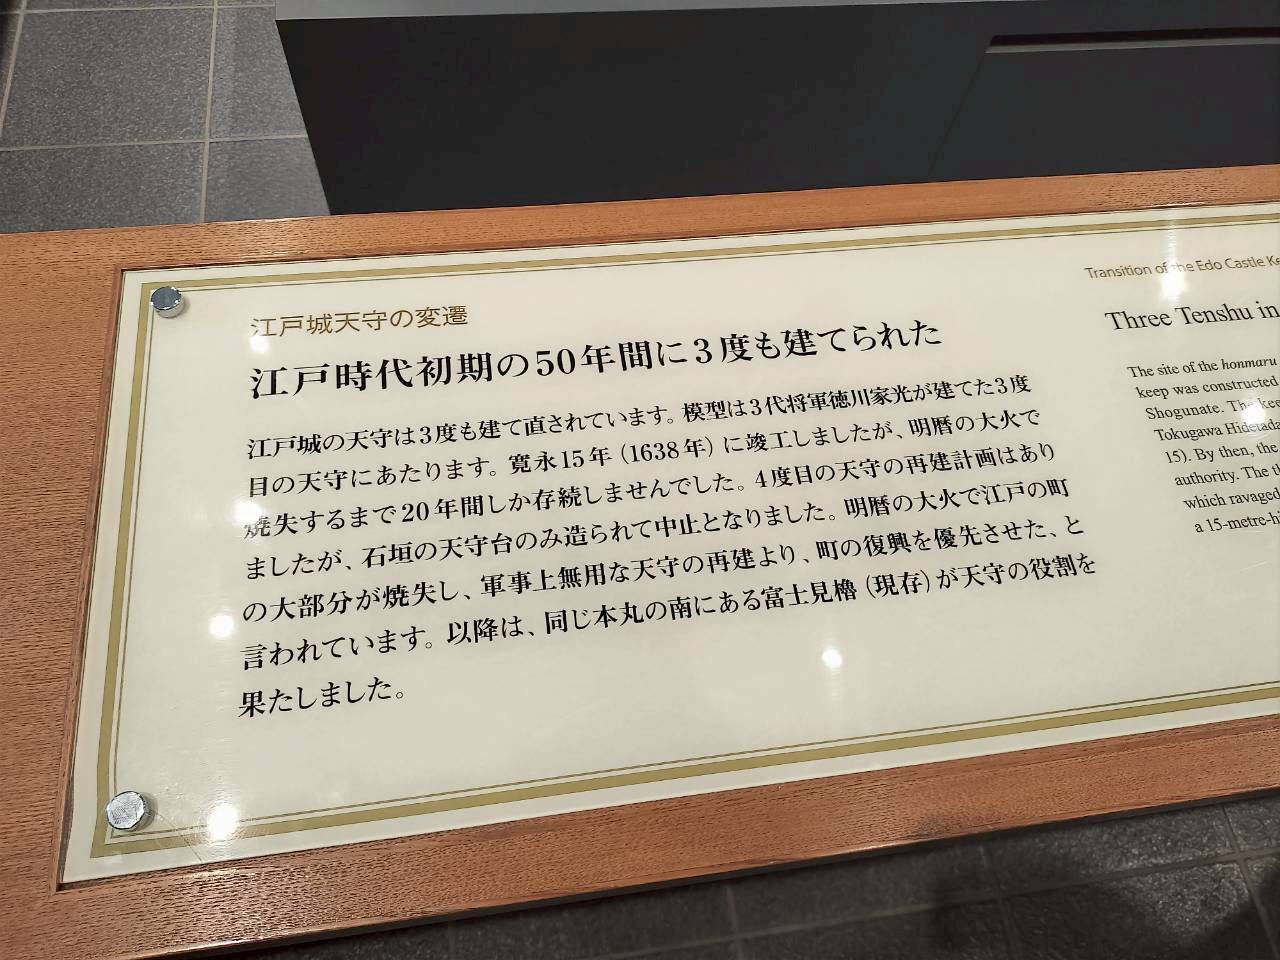 江戸城天守の変遷
江戸時代初期の50年間に3度も建てられた
江戸城の天守は3度も建て直されています。模型は3代将軍徳川家光が建てた3度
目の天守にあたります。寛永15年（1638年）に竣工しましたが、明暦の大火で
焼失するまで20年間しか存続しませんでした。4度目の天守の再建計画はあり
ましたが、石垣の天守台のみ造られて中止となりました。明暦の大火で江戸の町
の大部分が焼失し、軍事上無用な天守の再建より、町の復興を優先させた、と
言われています。以降は、同じ本丸の南にある富士見櫓（現存）が天守の役割を
果たしました。
Transition of the Edo Castle Ke
Three Tenshu in
The site of the honmaru
keep was constructed
Shogunate. The kee
Tokugawa Hidetada
15). By then, the
authority. The t
which ravaged
a 15-metre-hi